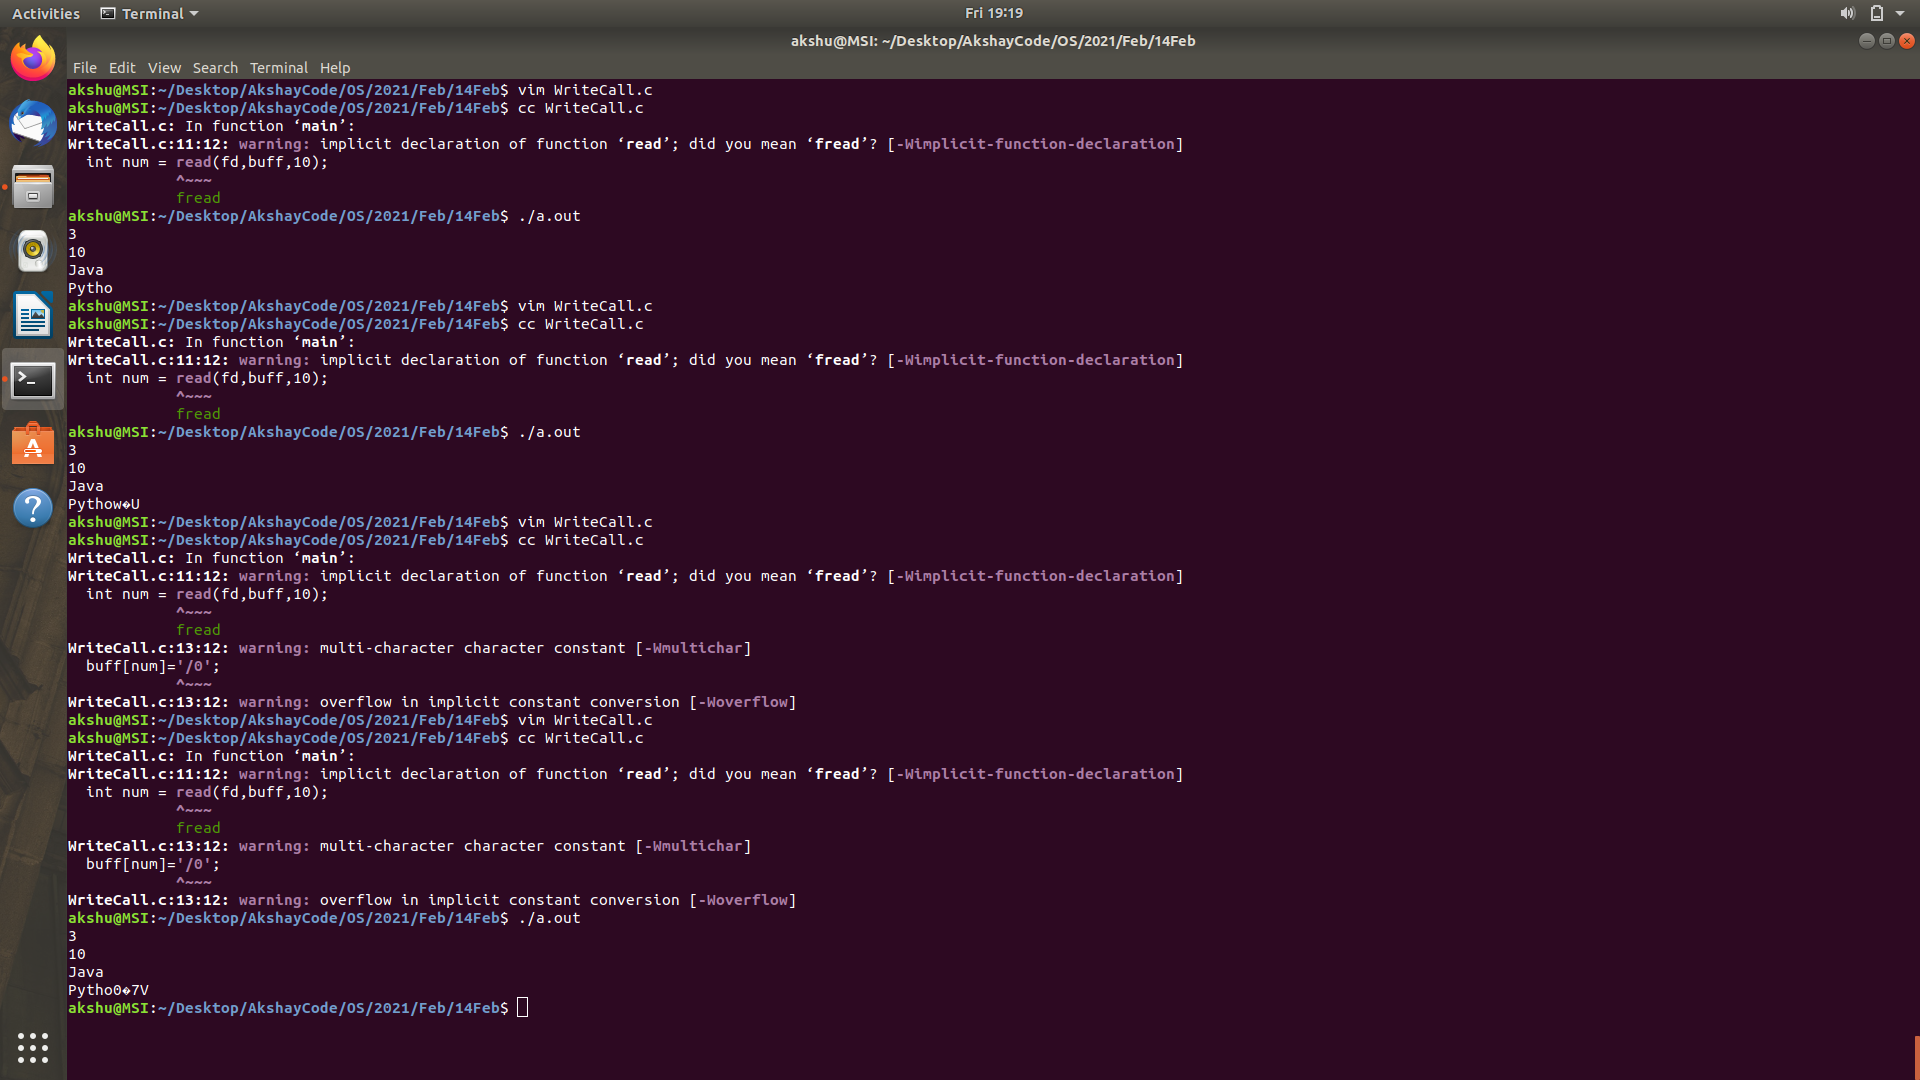 Activities Terminal Fri 19:19
akshu@MSI: ~/Desktop/AkshayCode/OS/2021/Feb/14Feb
File Edit View Search Terminal Help
akshu@MSI:~/Desktop/AkshayCode/OS/2021/Feb/14Feb$ vim WriteCall.c
akshu@MSI:~/Desktop/AkshayCode/OS/2021/Feb/14Feb$ cc WriteCall.c
WriteCall.c: In function ‘main’:
WriteCall.c:11:12: warning: implicit declaration of function ‘read’; did you mean ‘fread’? [-Wimplicit-function-declaration]
  int num = read(fd,buff,10);
            ^~~~
            fread
akshu@MSI:~/Desktop/AkshayCode/OS/2021/Feb/14Feb$ ./a.out
3
10
Java
Pytho
akshu@MSI:~/Desktop/AkshayCode/OS/2021/Feb/14Feb$ vim WriteCall.c
akshu@MSI:~/Desktop/AkshayCode/OS/2021/Feb/14Feb$ cc WriteCall.c
WriteCall.c: In function ‘main’:
WriteCall.c:11:12: warning: implicit declaration of function ‘read’; did you mean ‘fread’? [-Wimplicit-function-declaration]
  int num = read(fd,buff,10);
            ^~~~
            fread
akshu@MSI:~/Desktop/AkshayCode/OS/2021/Feb/14Feb$ ./a.out
3
10
Java
Pythow�U
akshu@MSI:~/Desktop/AkshayCode/OS/2021/Feb/14Feb$ vim WriteCall.c
akshu@MSI:~/Desktop/AkshayCode/OS/2021/Feb/14Feb$ cc WriteCall.c
WriteCall.c: In function ‘main’:
WriteCall.c:11:12: warning: implicit declaration of function ‘read’; did you mean ‘fread’? [-Wimplicit-function-declaration]
  int num = read(fd,buff,10);
            ^~~~
            fread
WriteCall.c:13:12: warning: multi-character character constant [-Wmultichar]
  buff[num]='/0';
            ^~~~
WriteCall.c:13:12: warning: overflow in implicit constant conversion [-Woverflow]
akshu@MSI:~/Desktop/AkshayCode/OS/2021/Feb/14Feb$ vim WriteCall.c
akshu@MSI:~/Desktop/AkshayCode/OS/2021/Feb/14Feb$ cc WriteCall.c
WriteCall.c: In function ‘main’:
WriteCall.c:11:12: warning: implicit declaration of function ‘read’; did you mean ‘fread’? [-Wimplicit-function-declaration]
  int num = read(fd,buff,10);
            ^~~~
            fread
WriteCall.c:13:12: warning: multi-character character constant [-Wmultichar]
  buff[num]='/0';
            ^~~~
WriteCall.c:13:12: warning: overflow in implicit constant conversion [-Woverflow]
akshu@MSI:~/Desktop/AkshayCode/OS/2021/Feb/14Feb$ ./a.out
3
10
Java
Pytho0�7V
akshu@MSI:~/Desktop/AkshayCode/OS/2021/Feb/14Feb$